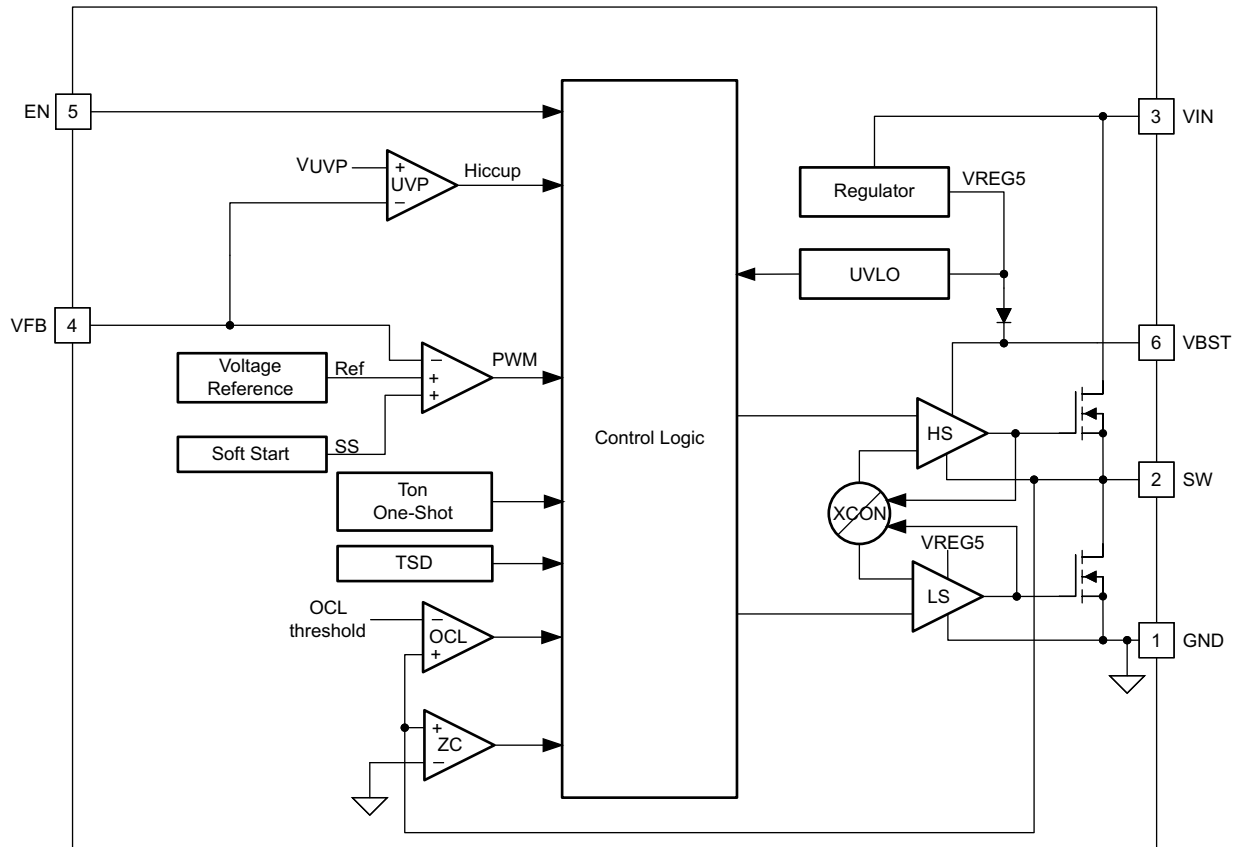 EN
5
VUVP
+
UVP
−
Hiccup
VFB
4
Voltage
Reference
Ref
−
+
+
PWM
Soft Start
SS
Ton
One-Shot
TSD
OCL
threshold
−
OCL
+
+
ZC
−
Control Logic
3
VIN
Regulator
VREG5
UVLO
6
VBST
HS
2
SW
XCON
VREG5
LS
1
GND